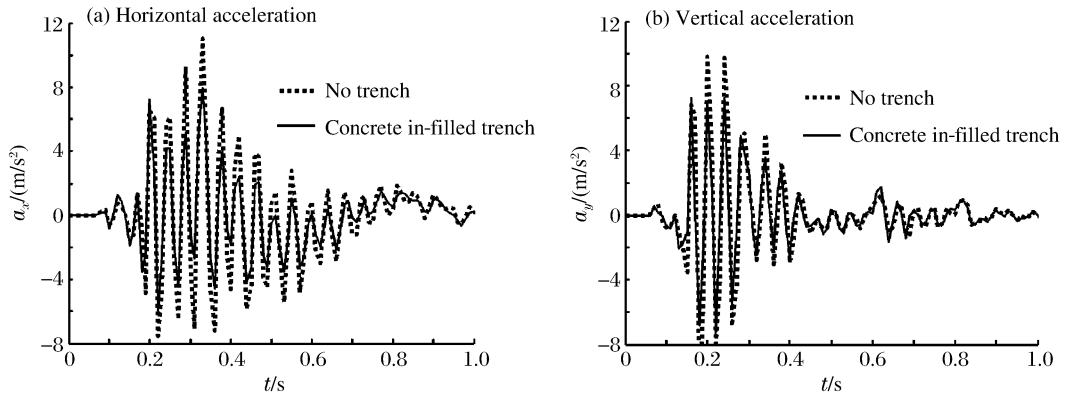 (a) Horizontal acceleration
12
8
4
0
−4
−8
aₓ/(m/s²)
No trench
Concrete in-filled trench
0 0.2 0.4 0.6 0.8 1.0
t/s
(b) Vertical acceleration
12
8
4
0
−4
−8
a_y/(m/s²)
No trench
Concrete in-filled trench
0 0.2 0.4 0.6 0.8 1.0
t/s